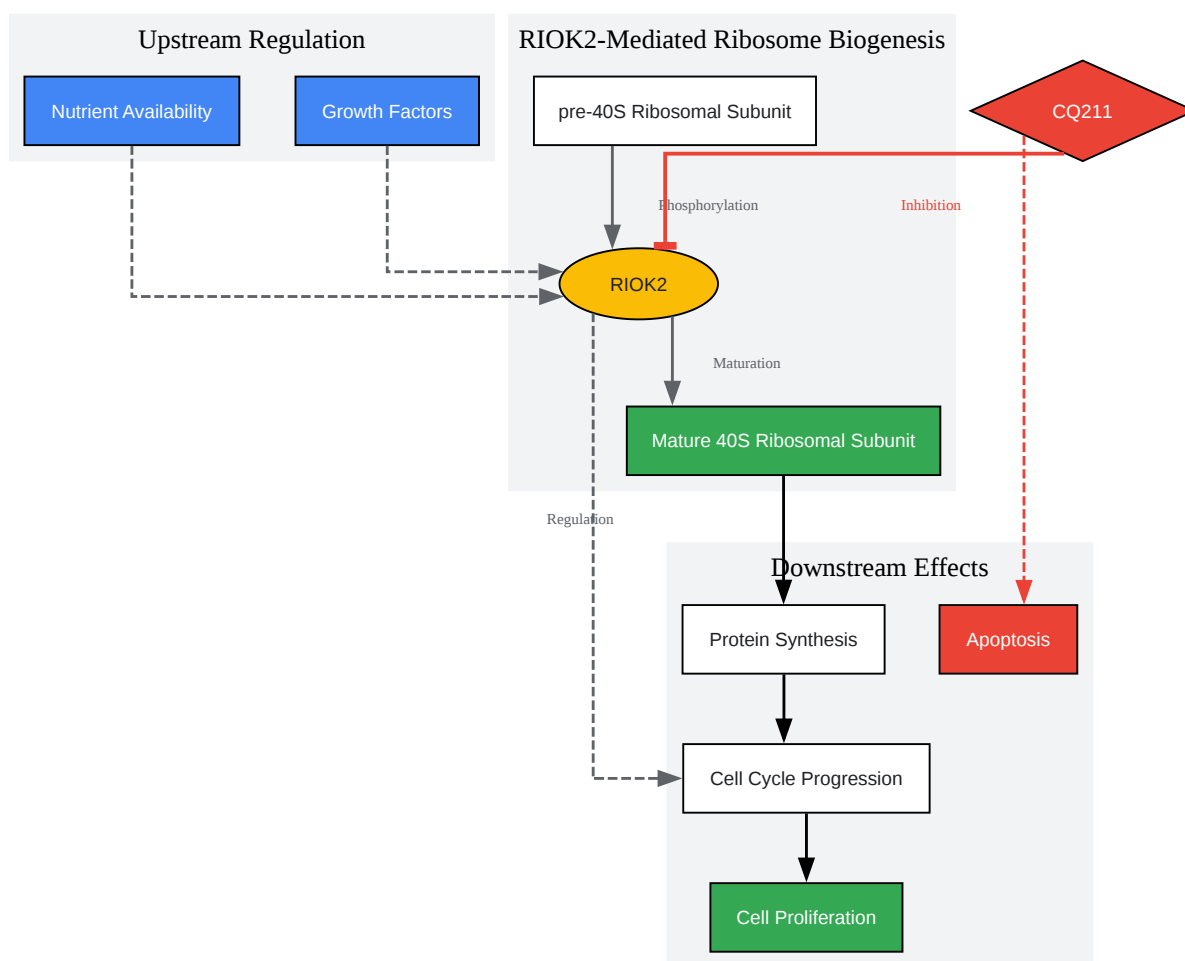 Upstream Regulation
RIOK2-Mediated Ribosome Biogenesis
Nutrient Availability
Growth Factors
pre-40S Ribosomal Subunit
CQ211
Phosphorylation
Inhibition
RIOK2
Maturation
Mature 40S Ribosomal Subunit
Regulation
Downstream Effects
Protein Synthesis
Apoptosis
Cell Cycle Progression
Cell Proliferation